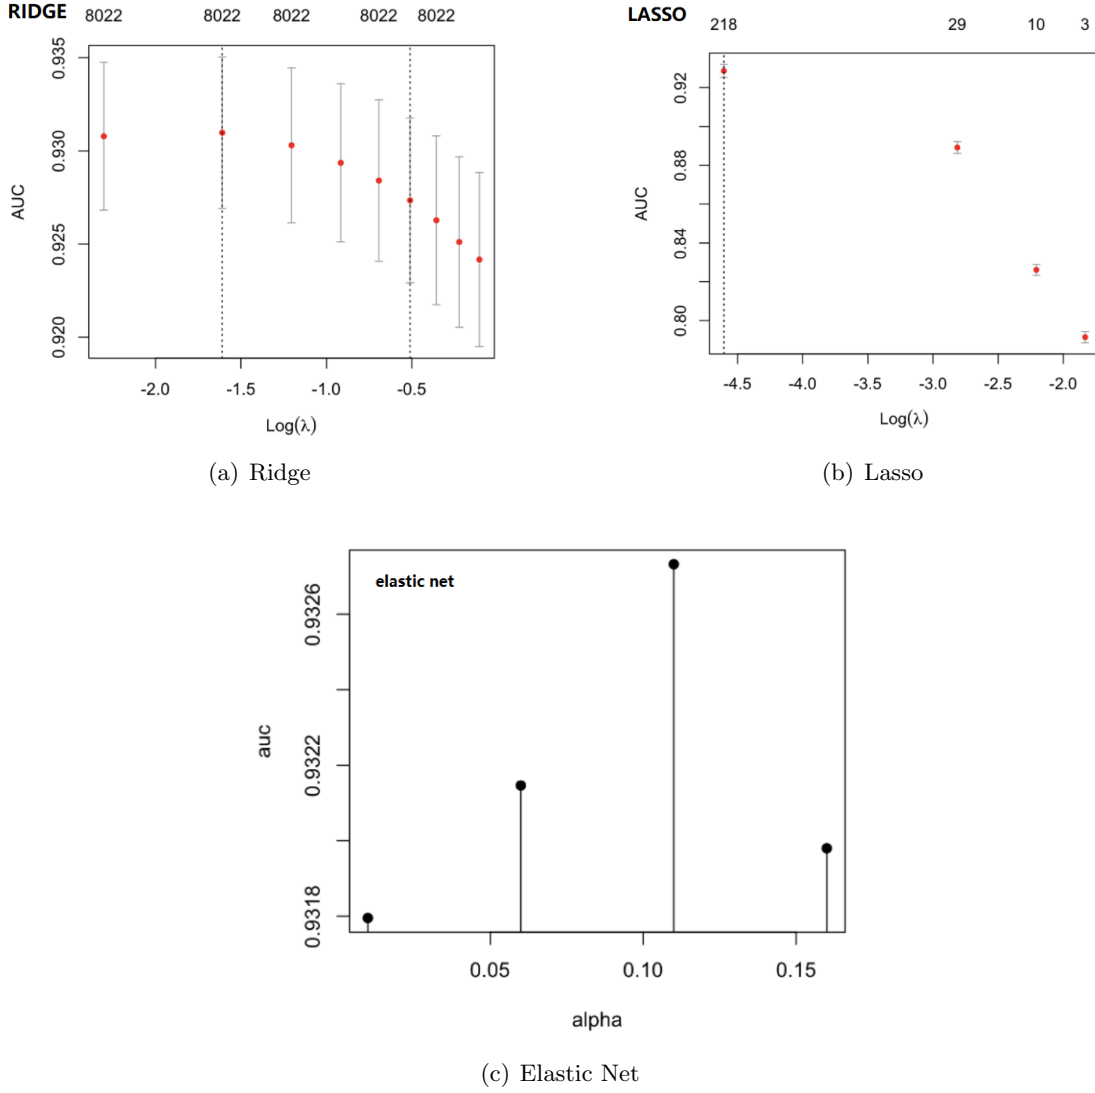 RIDGE
8022 8022 8022 8022 8022
0.935
0.930
0.925
0.920
AUC
-2.0 -1.5 -1.0 -0.5
Log(λ)
(a) Ridge
LASSO
218 29 10 3
0.92
0.88
0.84
0.80
AUC
-4.5 -4.0 -3.5 -3.0 -2.5 -2.0
Log(λ)
(b) Lasso
elastic net
0.9326
0.9322
0.9318
auc
0.05 0.10 0.15
alpha
(c) Elastic Net